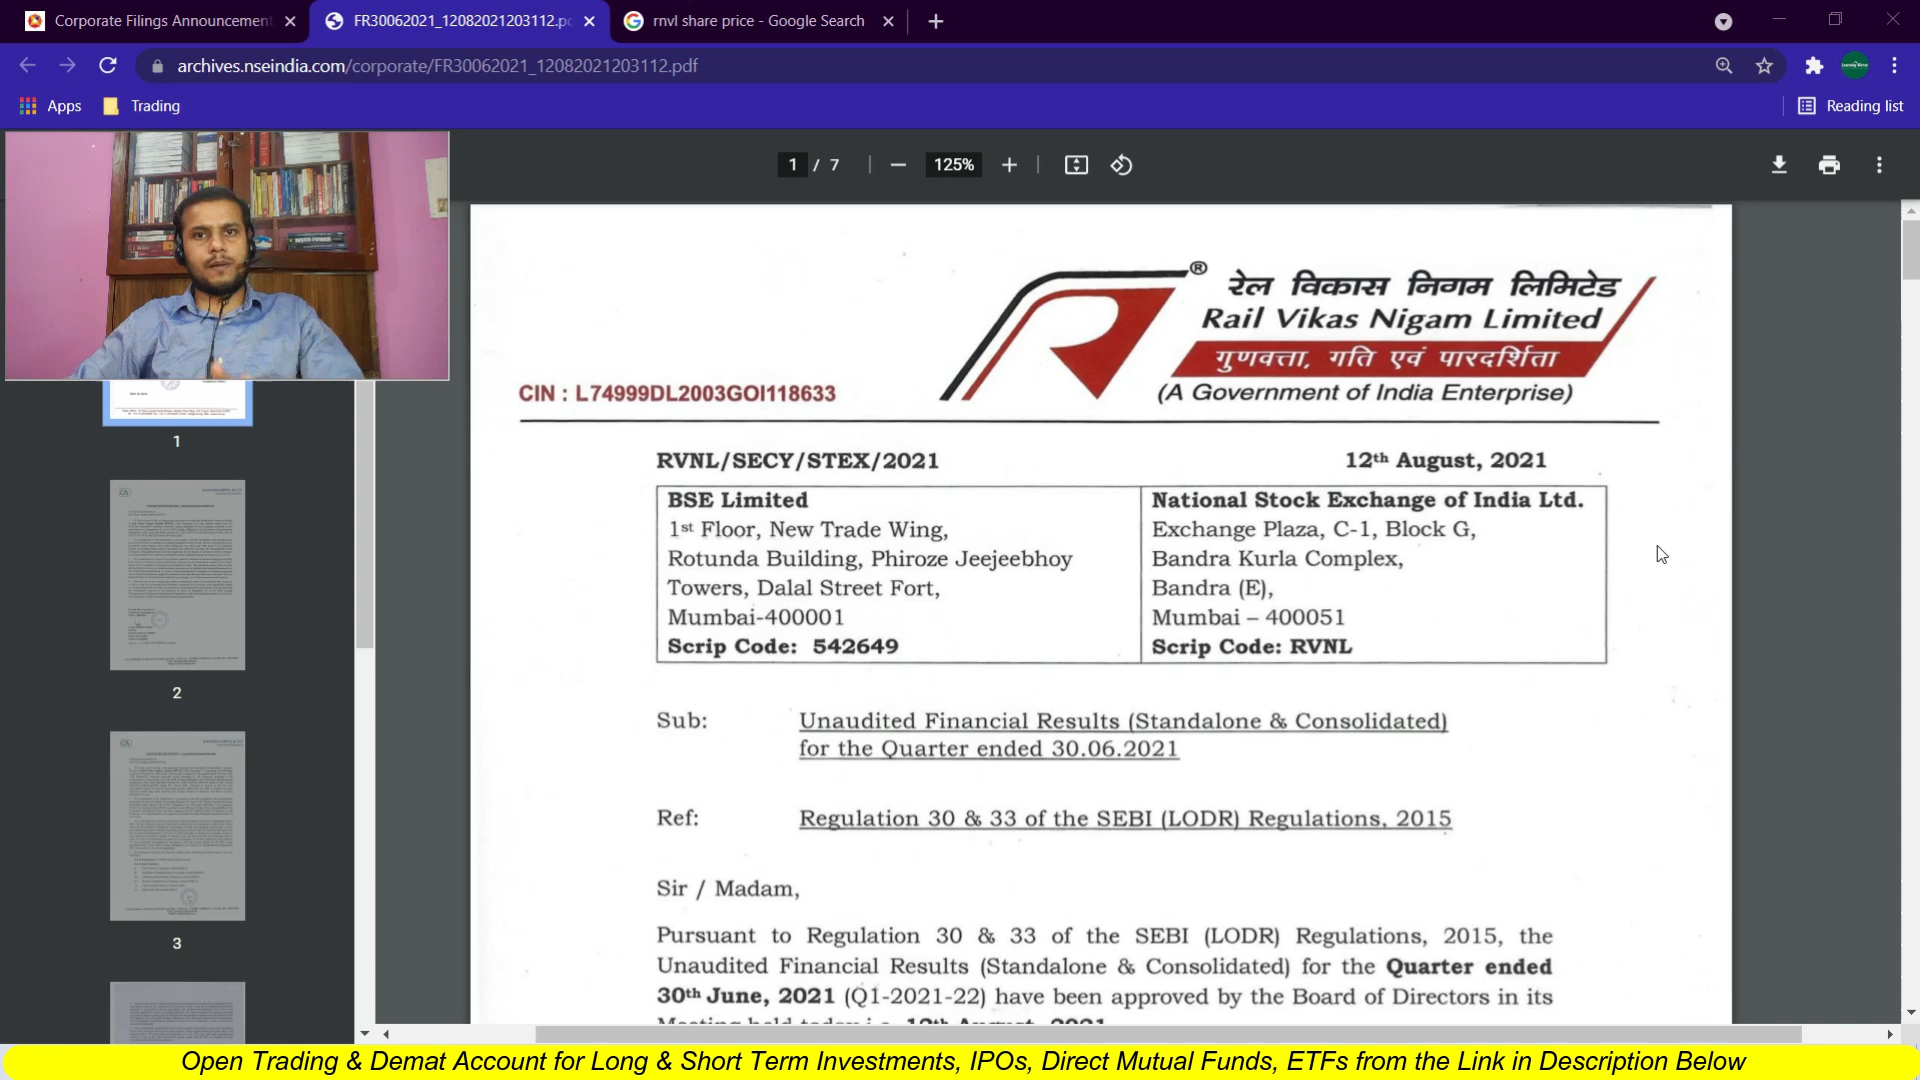 Corporate Filings Announcement
FR30062021_12082021203112.p
rnvl share price - Google Search
archives.nseindia.com/corporate/FR30062021_12082021203112.pdf
Apps
Trading
Reading list
1 / 7
125%
रेल विकास निगम लिमिटेड
Rail Vikas Nigam Limited
गुणवत्ता, गति एवं पारदर्शिता
(A Government of India Enterprise)
CIN : L74999DL2003GOI118633
RVNL/SECY/STEX/2021
12th August, 2021
BSE Limited
1st Floor, New Trade Wing,
Rotunda Building, Phiroze Jeejeebhoy
Towers, Dalal Street Fort,
Mumbai-400001
Scrip Code: 542649
National Stock Exchange of India Ltd.
Exchange Plaza, C-1, Block G,
Bandra Kurla Complex,
Bandra (E),
Mumbai – 400051
Scrip Code: RVNL
Sub: Unaudited Financial Results (Standalone & Consolidated)
for the Quarter ended 30.06.2021
Ref: Regulation 30 & 33 of the SEBI (LODR) Regulations, 2015
Sir / Madam,
Pursuant to Regulation 30 & 33 of the SEBI (LODR) Regulations, 2015, the
Unaudited Financial Results (Standalone & Consolidated) for the Quarter ended
30th June, 2021 (Q1-2021-22) have been approved by the Board of Directors in its
1
2
3
Open Trading & Demat Account for Long & Short Term Investments, IPOs, Direct Mutual Funds, ETFs from the Link in Description Below